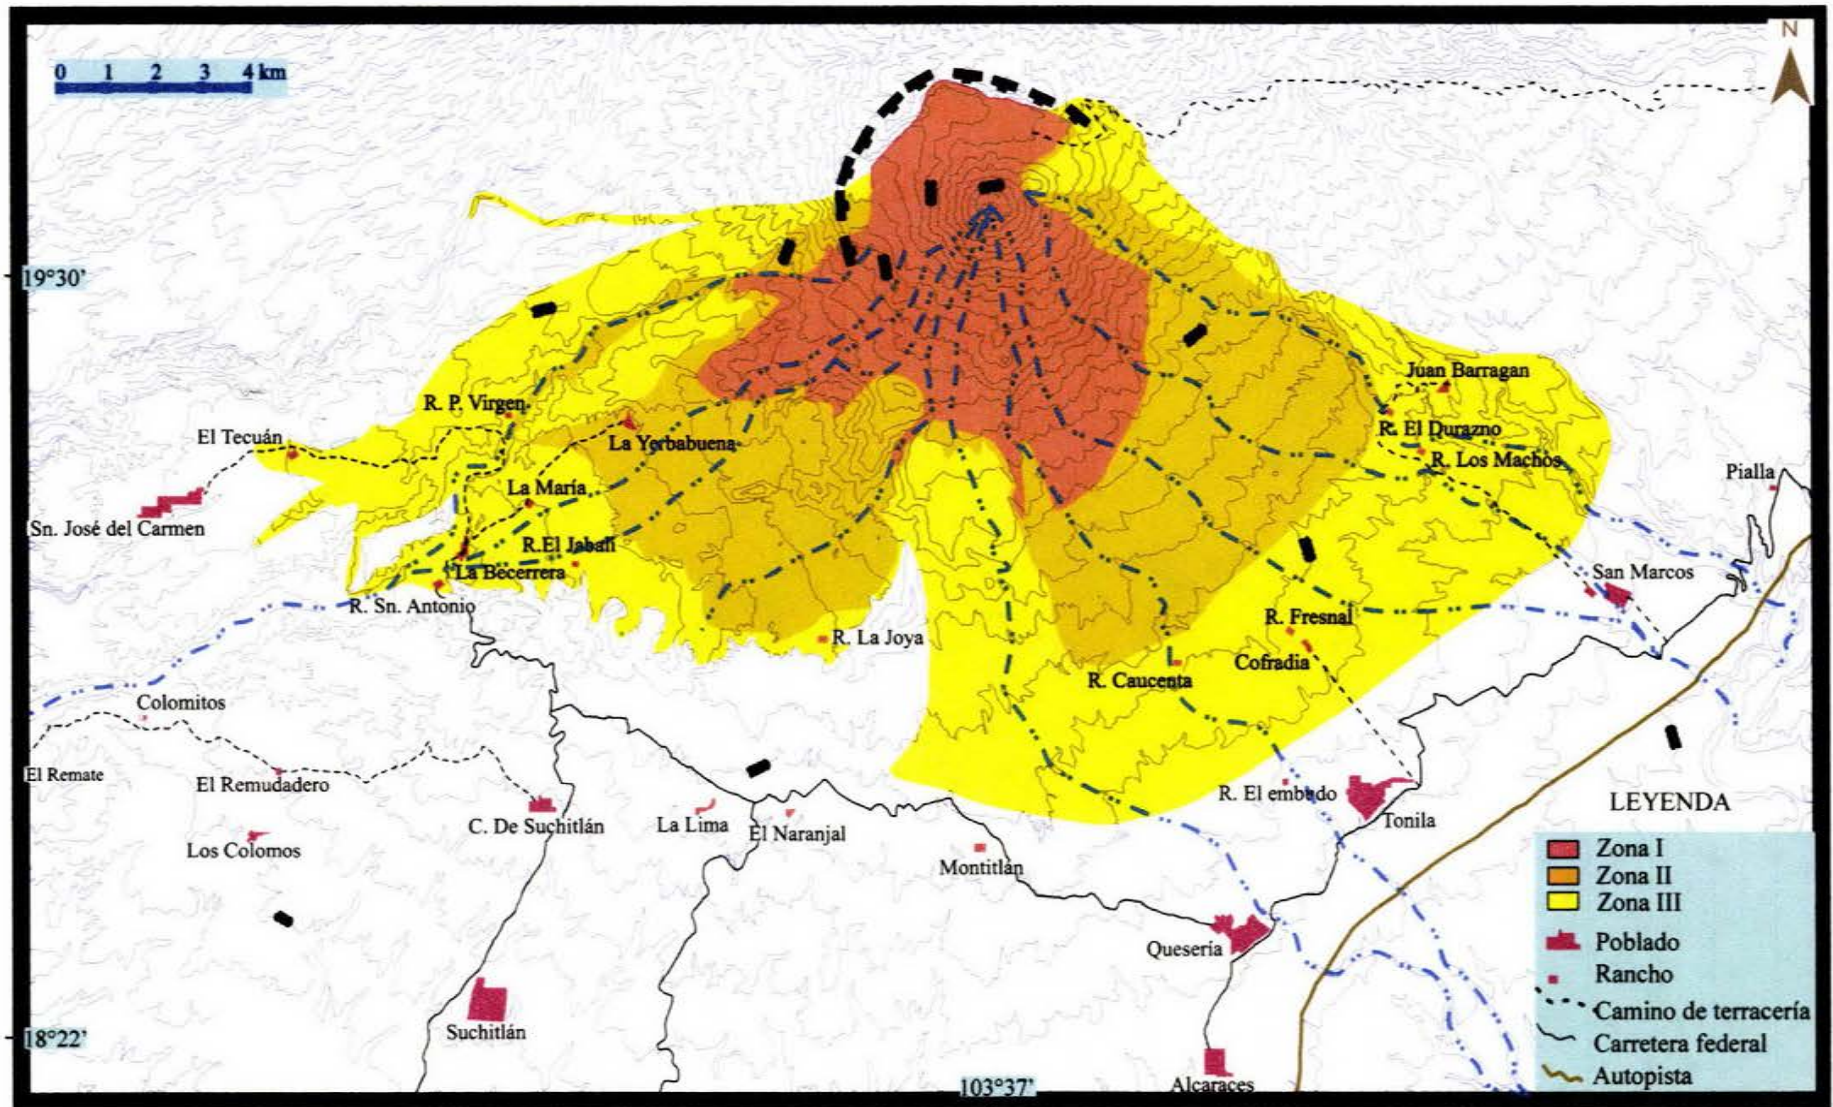 N
0 1 2 3 4 km
19°30'
Juan Barragan
R. P. Virgen
El Tecuán
R. El Durazno
La Yerbabuena
R. Los Machos
Pialla
La María
Sn. José del Carmen
R.El Jabalí
La Becerrera
San Marcos
R. Sn. Antonio
R. Fresnal
R. La Joya
Cofradia
R. Caucenta
Colomitos
El Remate
El Remudadero
R. El embudo
LEYENDA
C. De Suchitlán
La Lima
El Naranjal
Tonila
Los Colomos
Montitlán
Zona I
Zona II
Zona III
Quesería
Poblado
Rancho
Camino de terracería
Suchitlán
18°22'
Carretera federal
Autopista
103°37'
Alcaraces